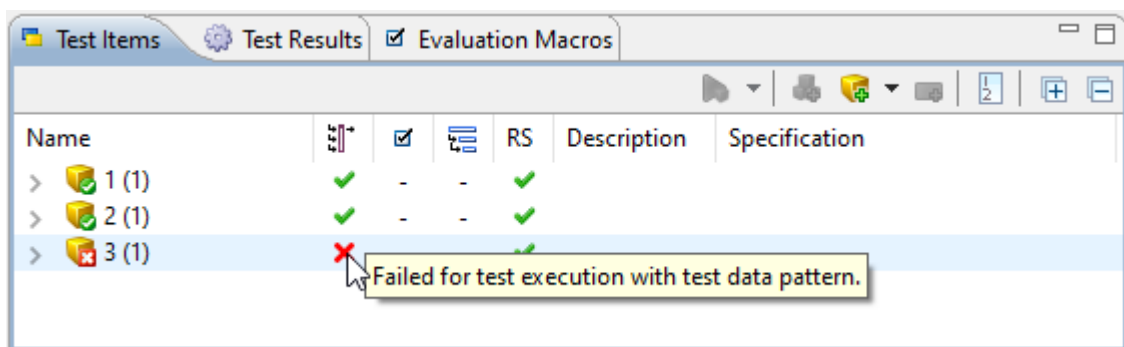 Test Items Test Results Evaluation Macros
Name RS Description Specification
1 (1) - -
2 (1) - -
3 (1)
Failed for test execution with test data pattern.